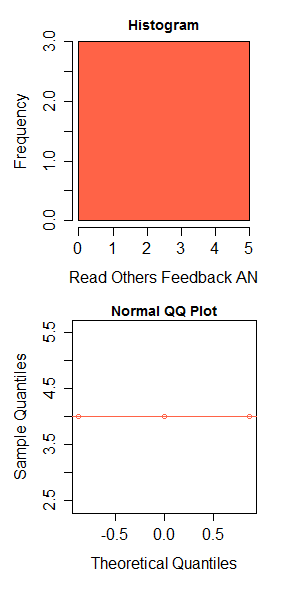 Histogram
3.0
2.0
1.0
0.0
Frequency
0 1 2 3 4 5
Read Others Feedback AN
Normal QQ Plot
5.5
4.5
3.5
2.5
Sample Quantiles
-0.5 0.0 0.5
Theoretical Quantiles